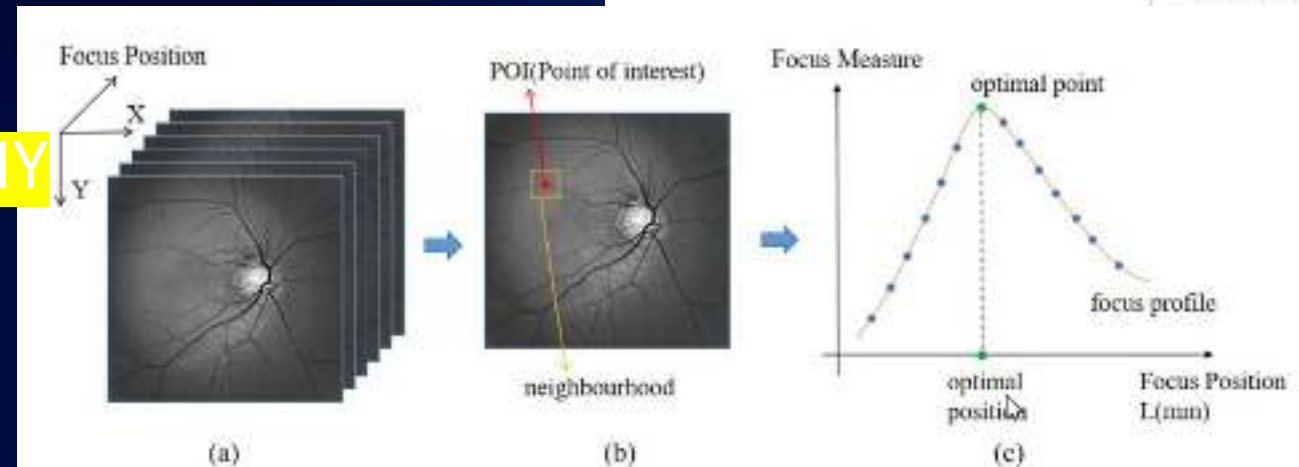 Focus Position
X
Y
Y
(a)
POI(Point of interest)
neighbourhood
(b)
Focus Measure
optimal point
focus profile
optimal
position
Focus Position
L(mm)
(c)